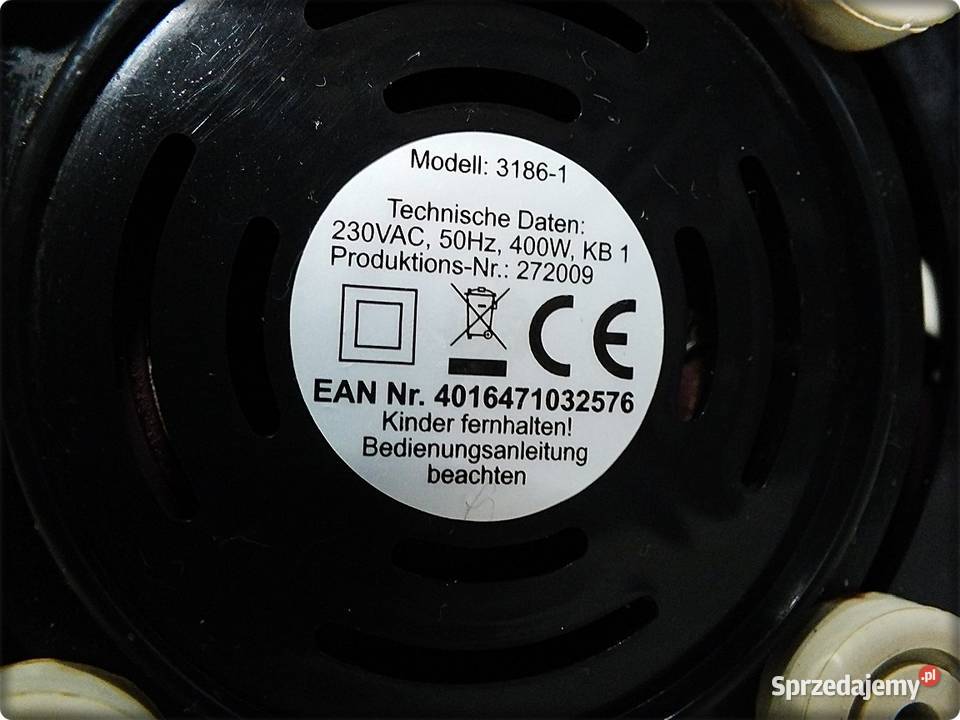 Modell: 3186-1
Technische Daten:
230VAC, 50Hz, 400W, KB 1
Produktions-Nr.: 272009
CE
EAN Nr. 4016471032576
Kinder fernhalten!
Bedienungsanleitung
beachten
Sprzedajemy.pl